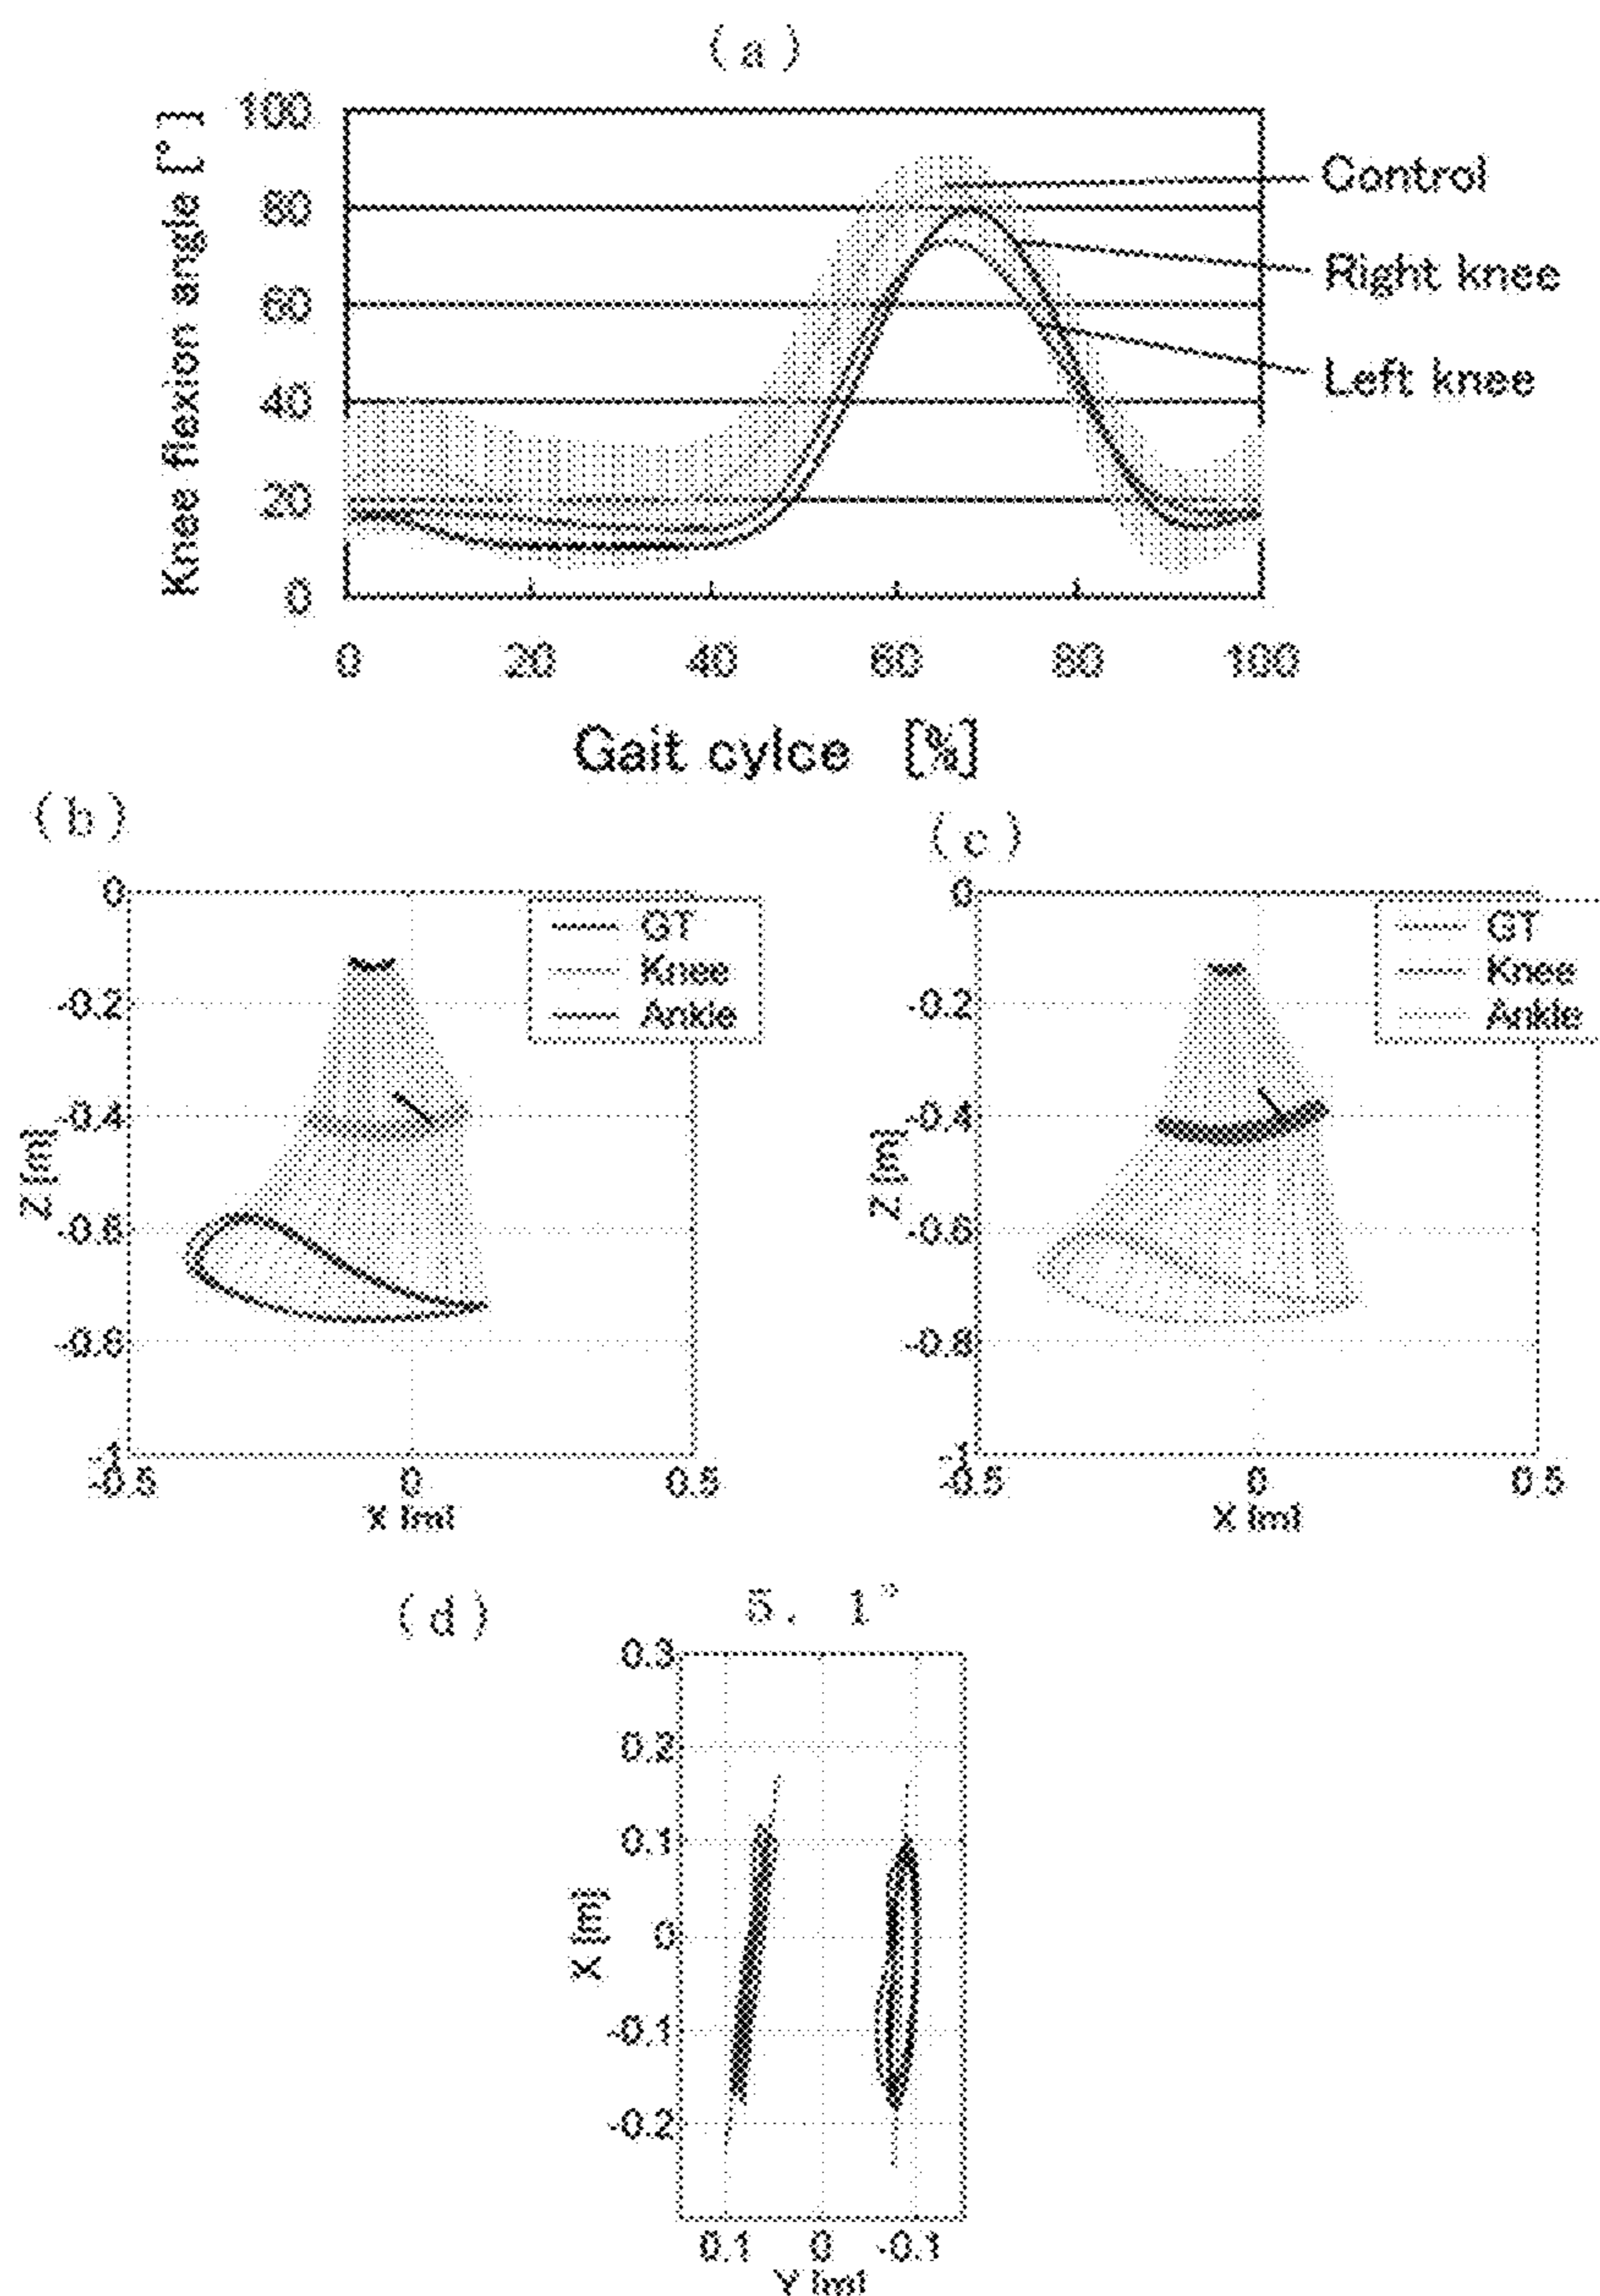 (a)
Knee flexion angle [°]
100
80
60
40
20
0
Control
Right knee
Left knee
0 20 40 60 80 100
Gait cylce [%]
(b)
0
-0.2
-0.4
-0.6
-0.8
-1
Z [m]
GT
Knee
Ankle
-0.5 0 0.5
X [m]
(c)
0
-0.2
-0.4
-0.6
-0.8
-1
Z [m]
GT
Knee
Ankle
-0.5 0 0.5
X [m]
(d)
5. 1°
0.3
0.2
0.1
0
-0.1
-0.2
X [m]
0.1 0 -0.1
Y [m]